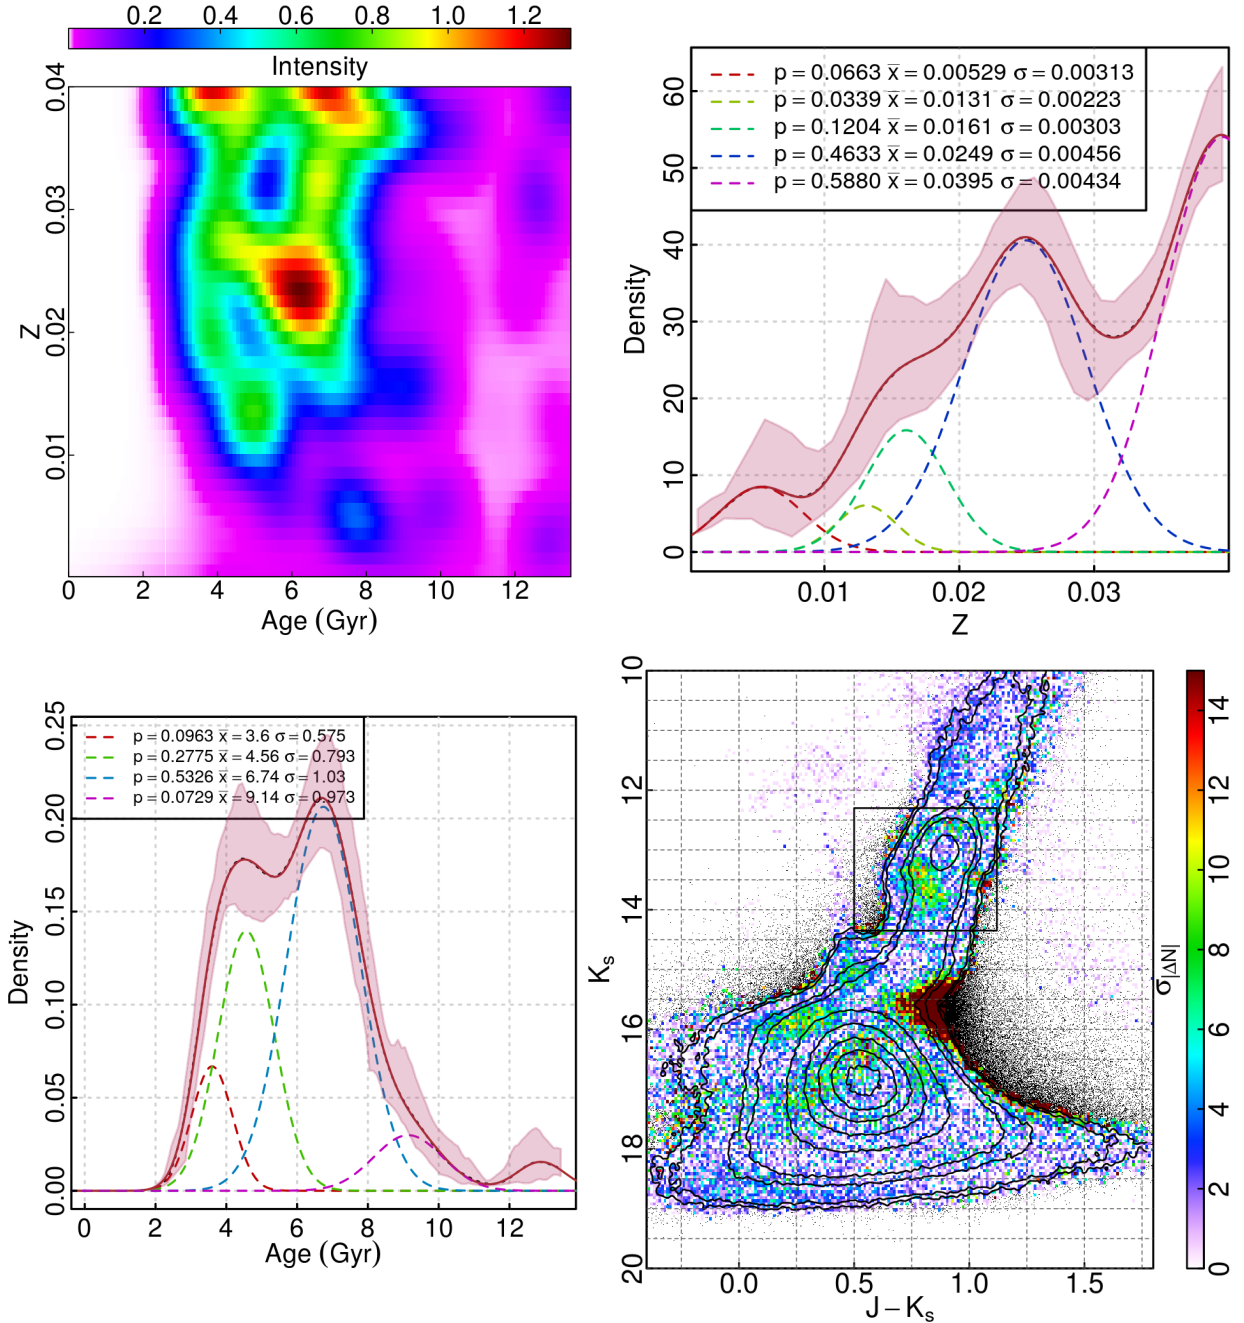 0.2 0.4 0.6 0.8 1.0 1.2
Intensity
Z
0.04
0.03
0.02
0.01
0 2 4 6 8 10 12
Age (Gyr)
p = 0.0663 x̅ = 0.00529 σ = 0.00313
p = 0.0339 x̅ = 0.0131 σ = 0.00223
p = 0.1204 x̅ = 0.0161 σ = 0.00303
p = 0.4633 x̅ = 0.0249 σ = 0.00456
p = 0.5880 x̅ = 0.0395 σ = 0.00434
Density
60
50
40
30
20
10
0
0.01 0.02 0.03
Z
p = 0.0963 x̅ = 3.6 σ = 0.575
p = 0.2775 x̅ = 4.56 σ = 0.793
p = 0.5326 x̅ = 6.74 σ = 1.03
p = 0.0729 x̅ = 9.14 σ = 0.973
Density
0.25
0.20
0.15
0.10
0.05
0.00
0 2 4 6 8 10 12
Age (Gyr)
Kₛ
10
12
14
16
18
20
0.0 0.5 1.0 1.5
J − Kₛ
σ|ΔN|
14
12
10
8
6
4
2
0